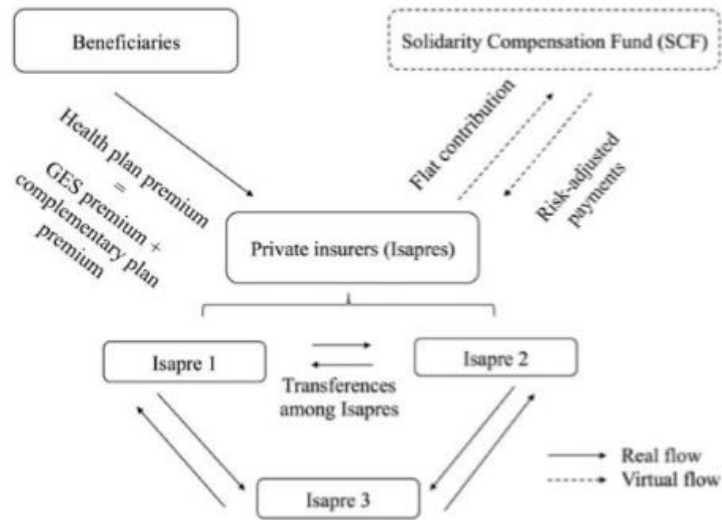 Beneficiaries
Solidarity Compensation Fund (SCF)
Health plan premium
=
GES premium +
complementary plan
premium
Flat contribution
Risk-adjusted
payments
Private insurers (Isapres)
Isapre 1
Isapre 2
Transferences
among Isapres
Isapre 3
Real flow
Virtual flow